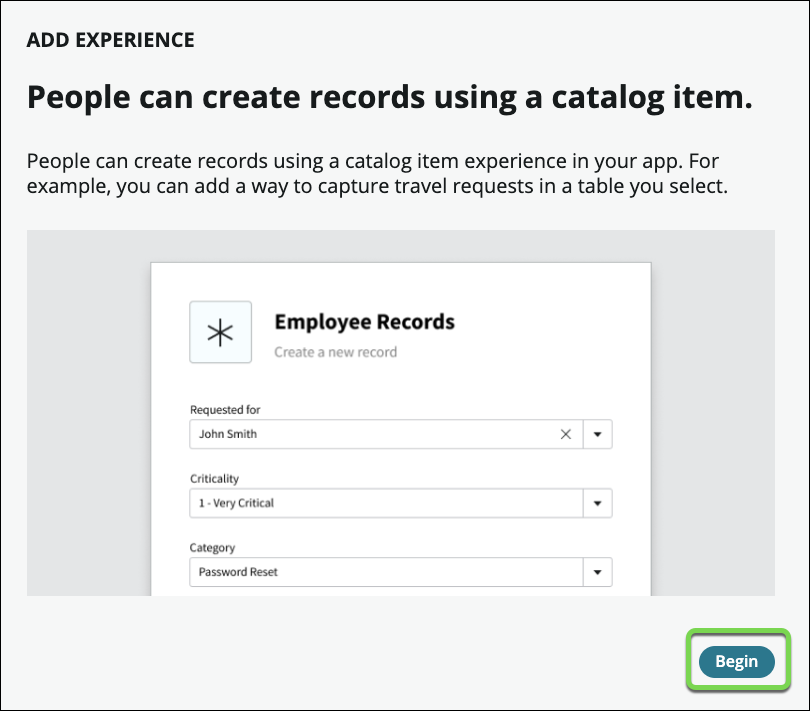 ADD EXPERIENCE
People can create records using a catalog item.
People can create records using a catalog item experience in your app. For
example, you can add a way to capture travel requests in a table you select.
Employee Records
Create a new record
Requested for
John Smith
Criticality
1 - Very Critical
Category
Password Reset
Begin